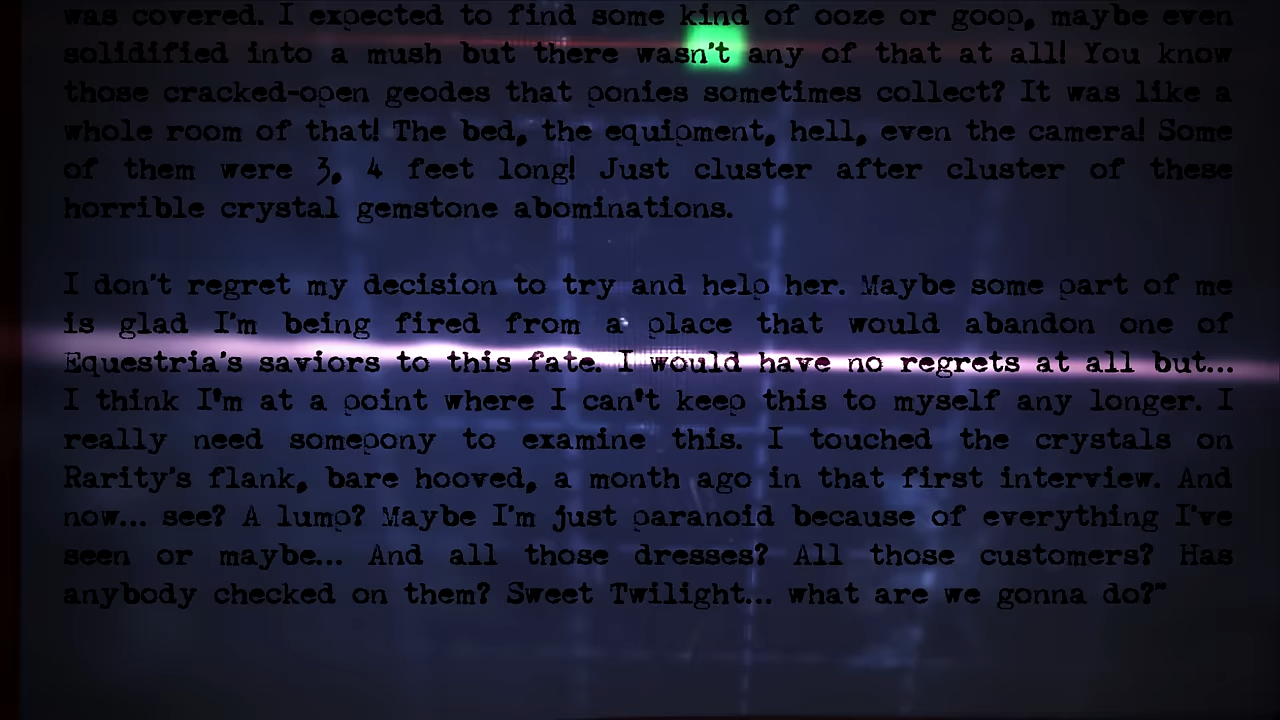 was covered. I expected to find some kind of ooze or goop, maybe even
solidified into a mush but there wasn't any of that at all! You know
those cracked-open geodes that ponies sometimes collect? It was like a
whole room of that! The bed, the equipment, hell, even the camera! Some
of them were 3, 4 feet long! Just cluster after cluster of these
horrible crystal gemstone abominations.
I don't regret my decision to try and help her. Maybe some part of me
is glad I'm being fired from a place that would abandon one of
Equestria's saviors to this fate. I would have no regrets at all but...
I think I'm at a point where I can't keep this to myself any longer. I
really need somepony to examine this. I touched the crystals on
Rarity's flank, bare hooved, a month ago in that first interview. And
now... see? A lump? Maybe I'm just paranoid because of everything I've
seen or maybe... And all those dresses? All those customers? Has
anybody checked on them? Sweet Twilight... what are we gonna do?"